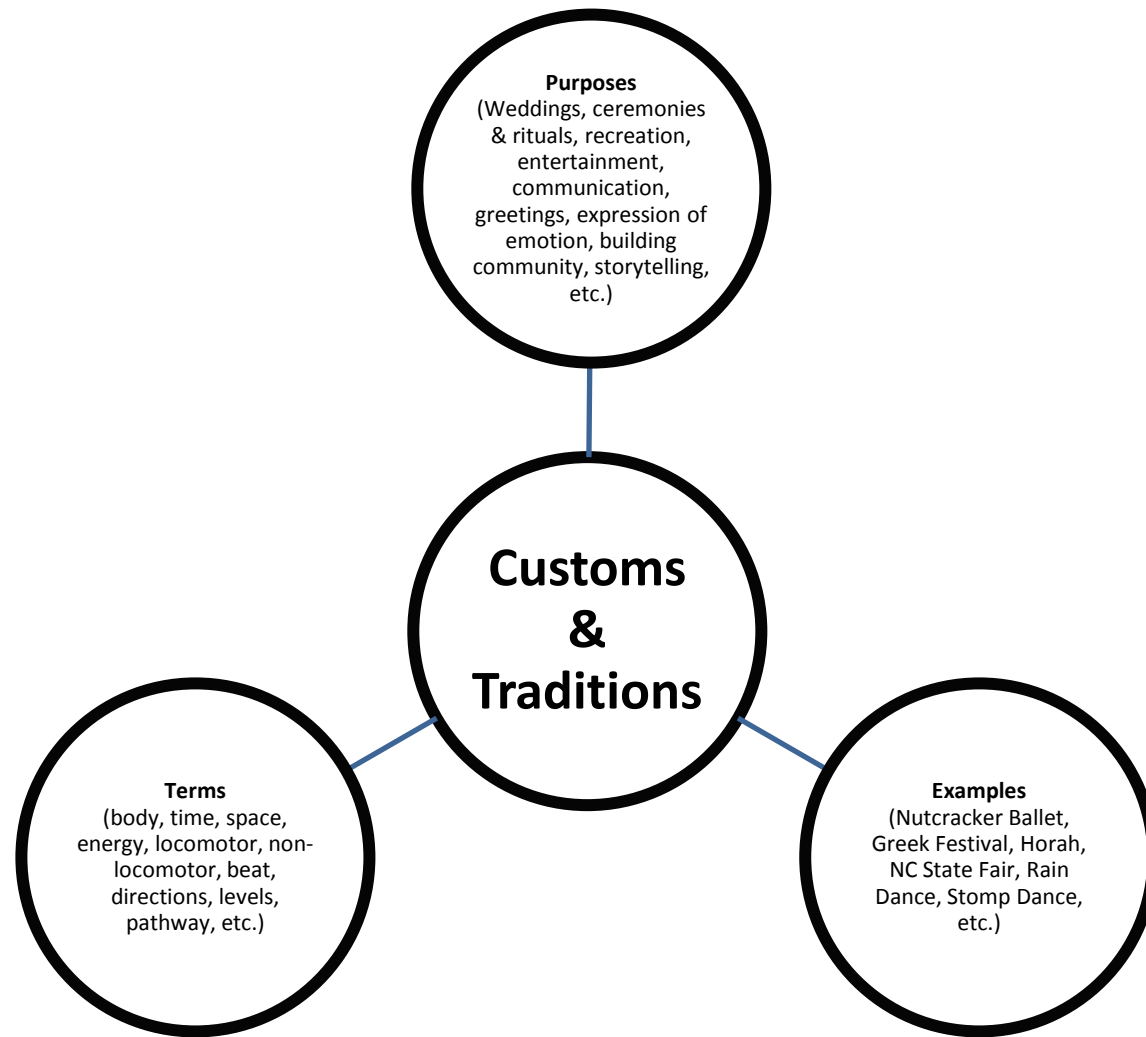 Purposes
(Weddings, ceremonies
& rituals, recreation,
entertainment,
communication,
greetings, expression of
emotion, building
community, storytelling,
etc.)
Customs
&
Traditions
Terms
(body, time, space,
energy, locomotor, non-
locomotor, beat,
directions, levels,
pathway, etc.)
Examples
(Nutcracker Ballet,
Greek Festival, Horah,
NC State Fair, Rain
Dance, Stomp Dance,
etc.)